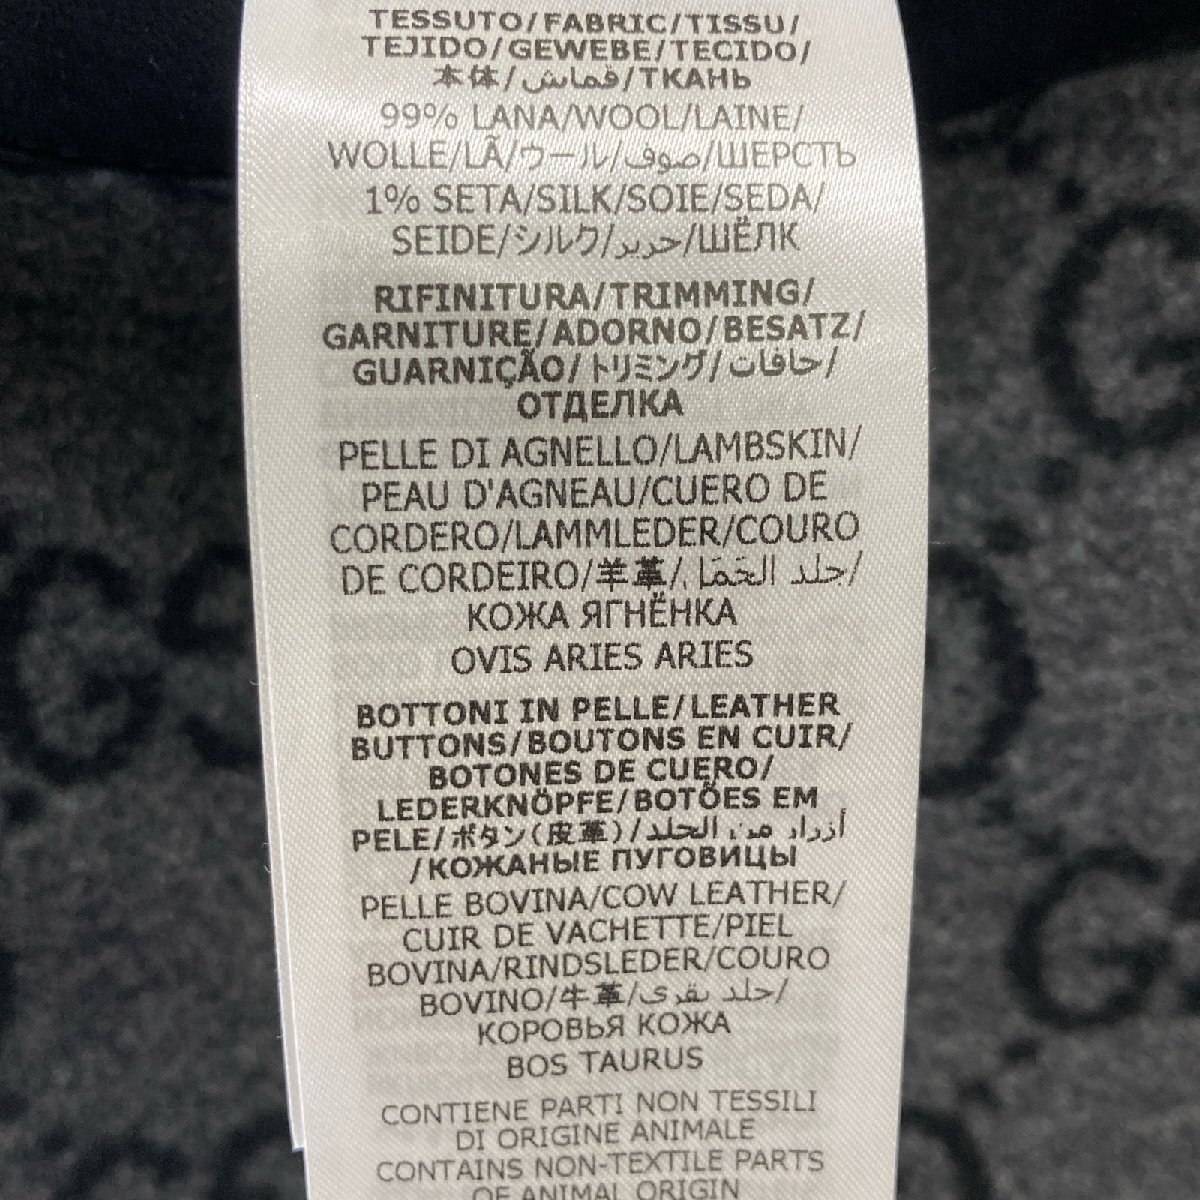 TESSUTO/FABRIC/TISSU/
TEJIDO/GEWEBE/TECIDO/
本体/قماش/ТКАНЬ
99% LANA/WOOL/LAINE/
WOLLE/LÃ/ウール/صوف/ШЕРСТЬ
1% SETA/SILK/SOIE/SEDA/
SEIDE/シルク/حرير/ШЁЛК
RIFINITURA/TRIMMING/
GARNITURE/ADORNO/BESATZ/
GUARNIÇÃO/トリミング/حافات/
ОТДЕЛКА
PELLE DI AGNELLO/LAMBSKIN/
PEAU D'AGNEAU/CUERO DE
CORDERO/LAMMLEDER/COURO
DE CORDEIRO/羊革/جلد/
КОЖА ЯГНЁНКА
OVIS ARIES ARIES
BOTTONI IN PELLE/LEATHER
BUTTONS/BOUTONS EN CUIR/
BOTONES DE CUERO/
LEDERKNÖPFE/BOTÕES EM
PELE/ボタン(皮革)/أزرار من الجلد
/КОЖАНЫЕ ПУГОВИЦЫ
PELLE BOVINA/COW LEATHER/
CUIR DE VACHETTE/PIEL
BOVINA/RINDSLEDER/COURO
BOVINO/牛革/جلد بقرى/
КОРОВЬЯ КОЖА
BOS TAURUS
CONTIENE PARTI NON TESSILI
DI ORIGINE ANIMALE
CONTAINS NON-TEXTILE PARTS
OF ANIMAL ORIGIN